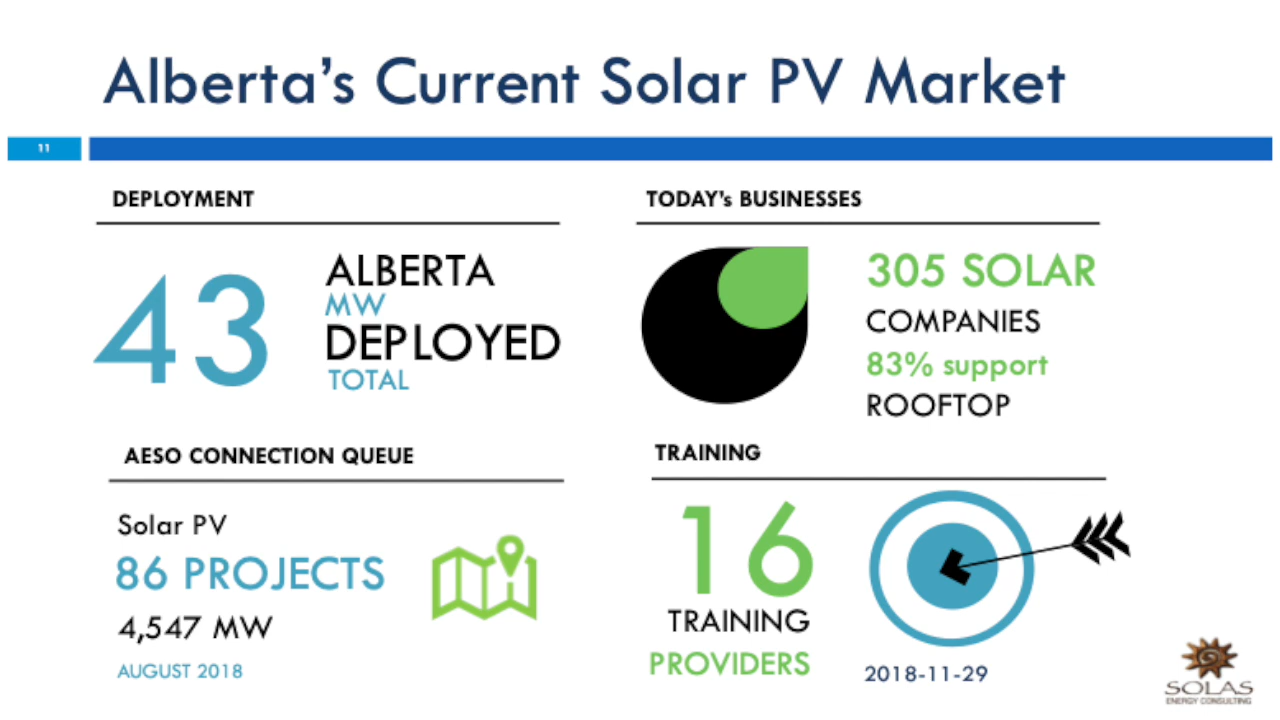 Alberta's Current Solar PV Market
11
DEPLOYMENT
43
ALBERTA
MW
DEPLOYED
TOTAL
TODAY's BUSINESSES
305 SOLAR
COMPANIES
83% support
ROOFTOP
AESO CONNECTION QUEUE
Solar PV
86 PROJECTS
4,547 MW
AUGUST 2018
TRAINING
16
TRAINING
PROVIDERS
2018-11-29
SOLAS
ENERGY CONSULTING